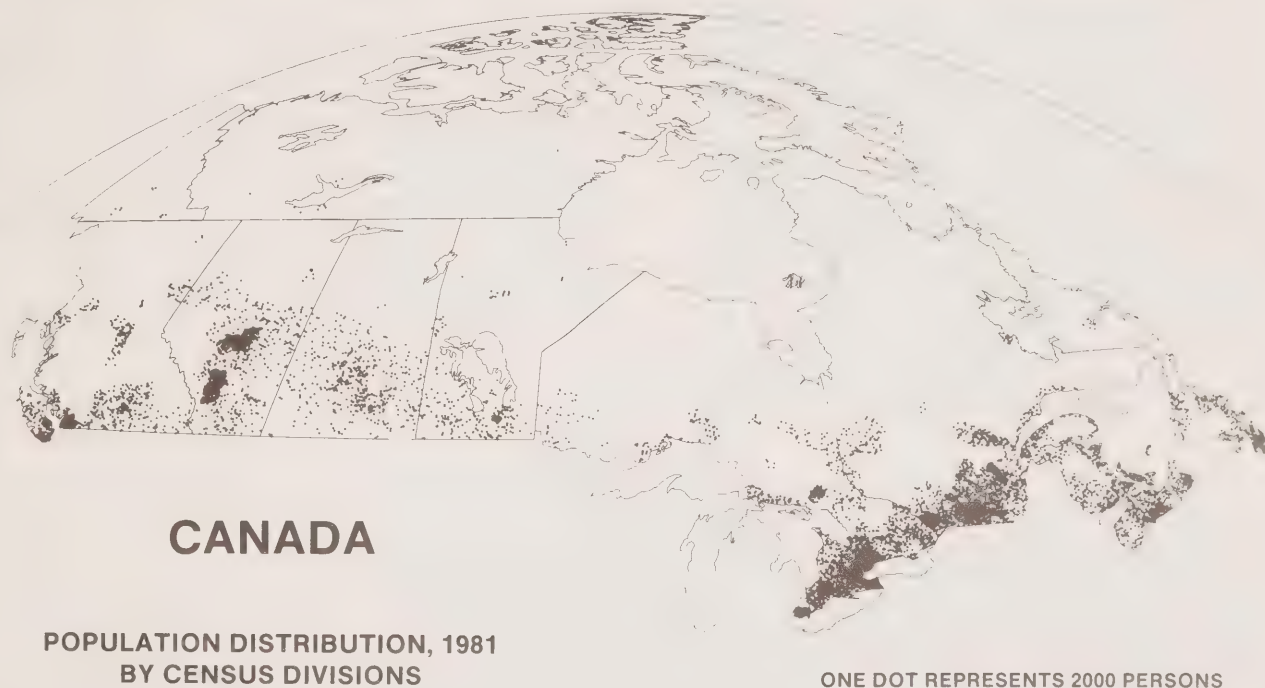 CANADA
POPULATION DISTRIBUTION, 1981
BY CENSUS DIVISIONS
ONE DOT REPRESENTS 2000 PERSONS